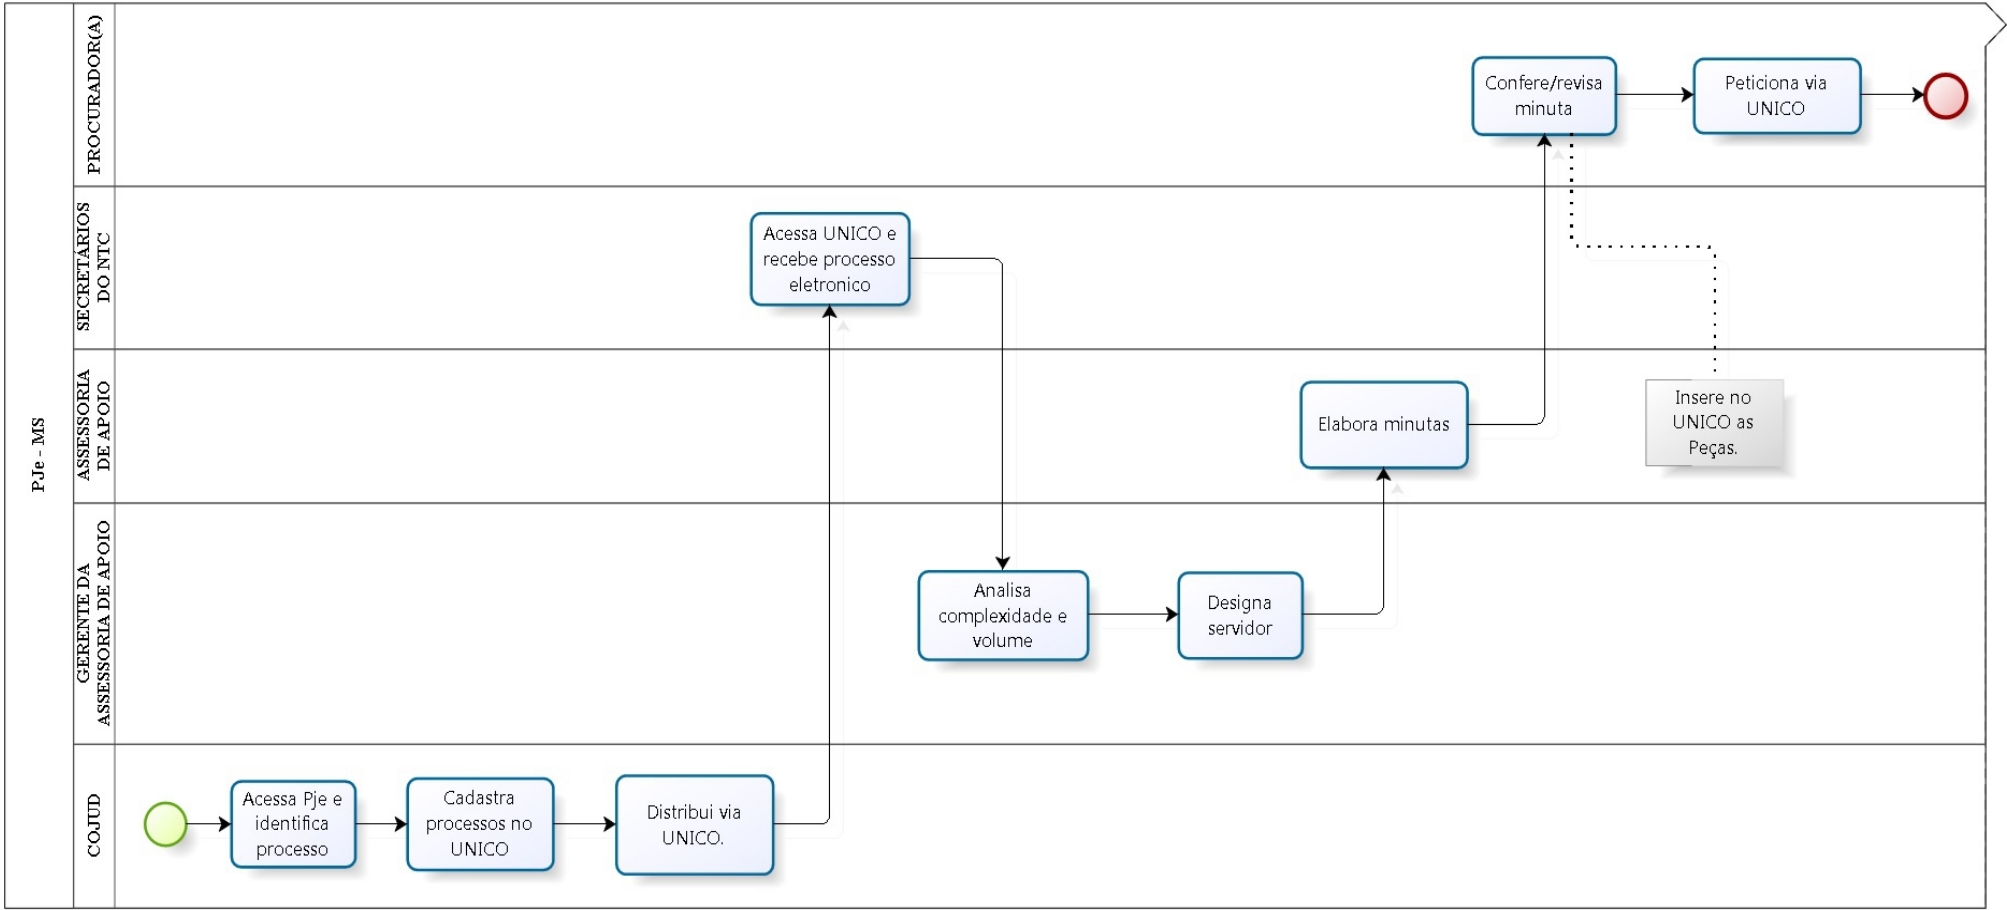 PJe - MS
PROCURADOR(A)
Confere/revisa
minuta
Peticiona via
UNICO
SECRETÁRIOS
DO NTC
Acessa UNICO e
recebe processo
eletronico
ASSESSORIA
DE APOIO
Elabora minutas
Insere no
UNICO as
Peças.
GERENTE DA
ASSESSORIA DE APOIO
Analisa
complexidade e
volume
Designa
servidor
COJUD
Acessa Pje e
identifica
processo
Cadastra
processos no
UNICO
Distribui via
UNICO.